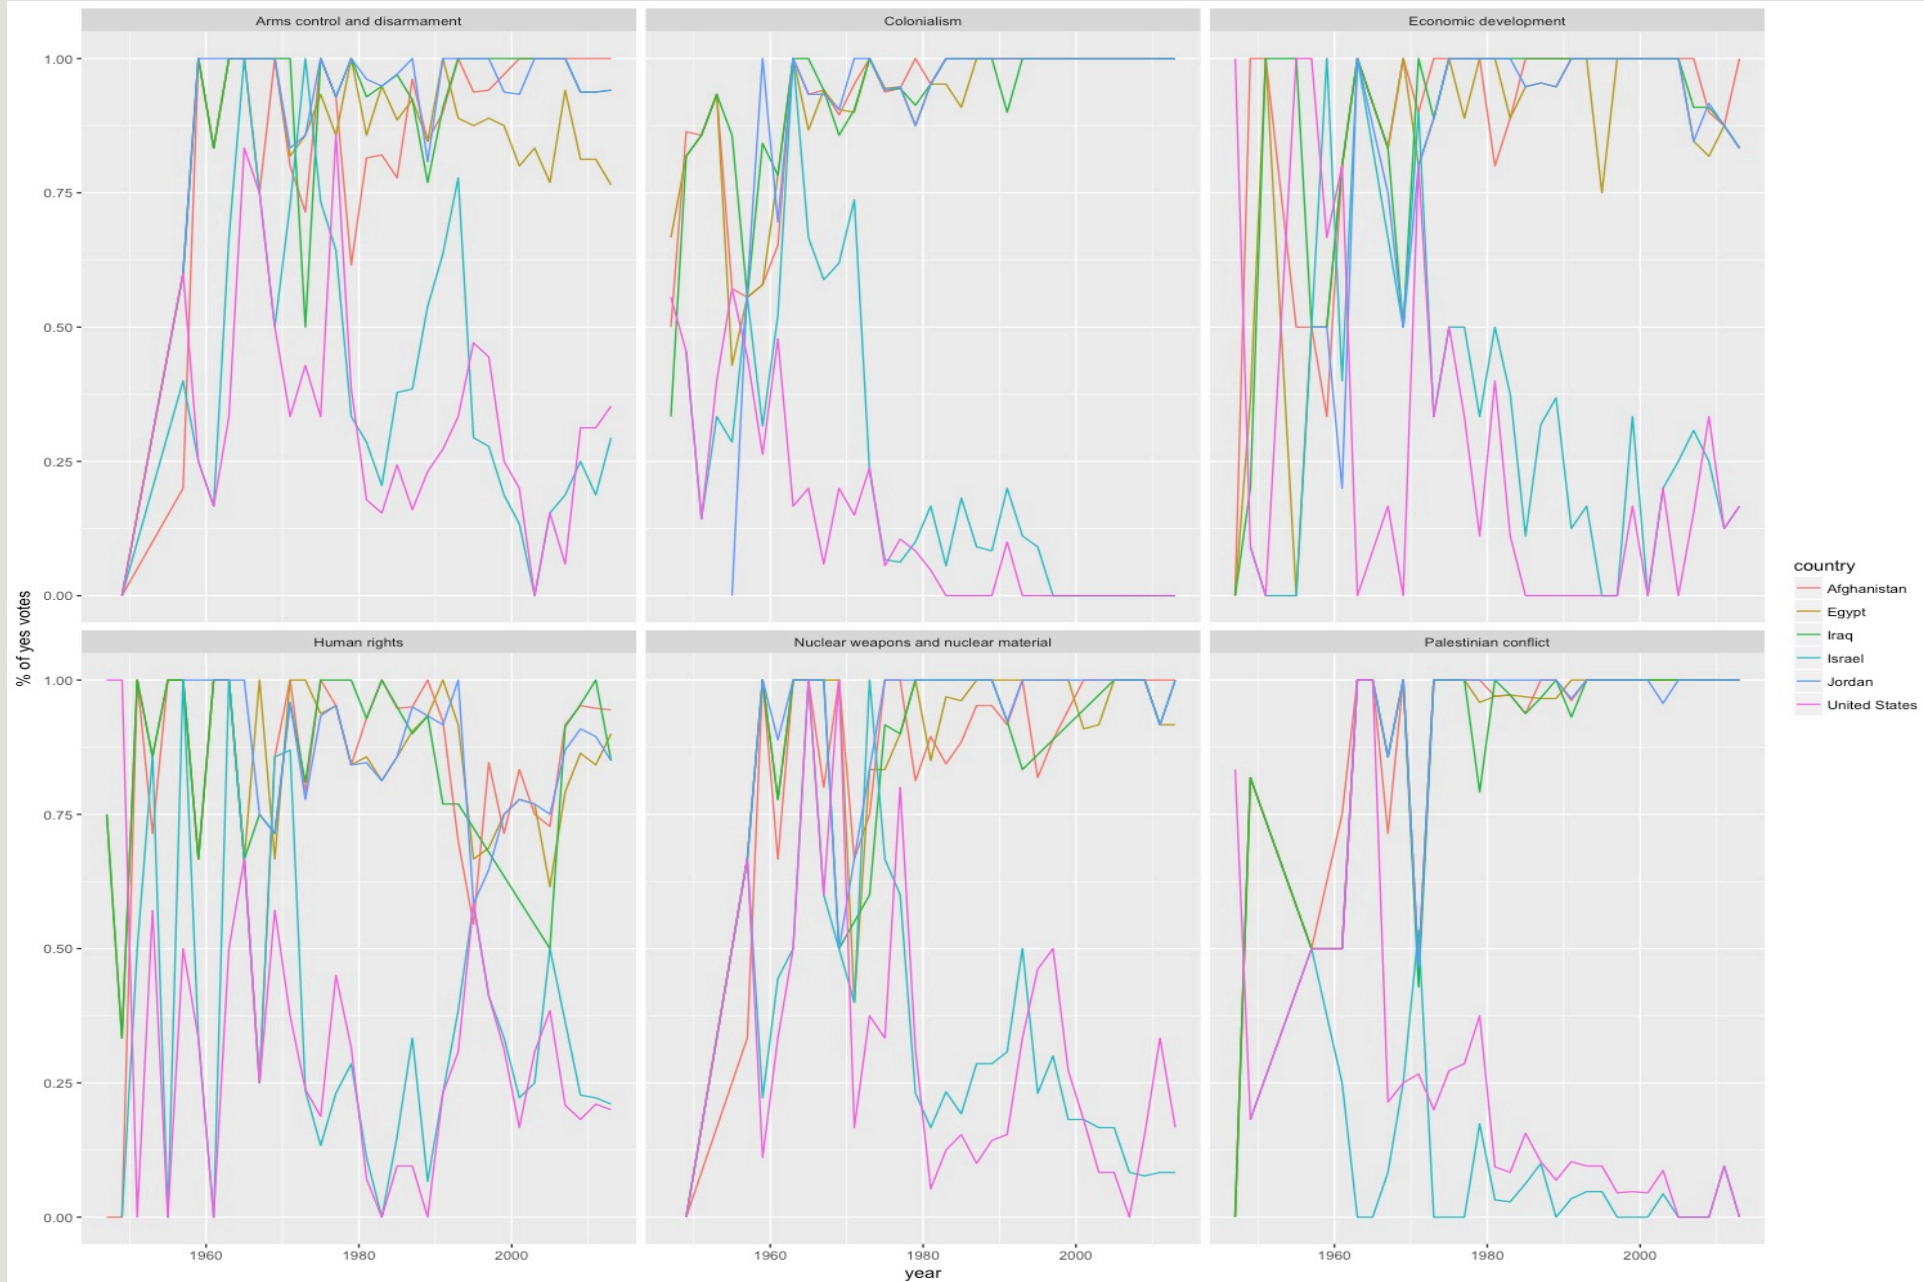 Arms control and disarmament
Colonialism
Economic development
1.00
0.75
0.50
0.25
0.00
Human rights
Nuclear weapons and nuclear material
Palestinian conflict
1.00
0.75
0.50
0.25
0.00
1960
1980
2000
1960
1980
2000
1960
1980
2000
year
% of yes votes
country
Afghanistan
Egypt
Iraq
Israel
Jordan
United States